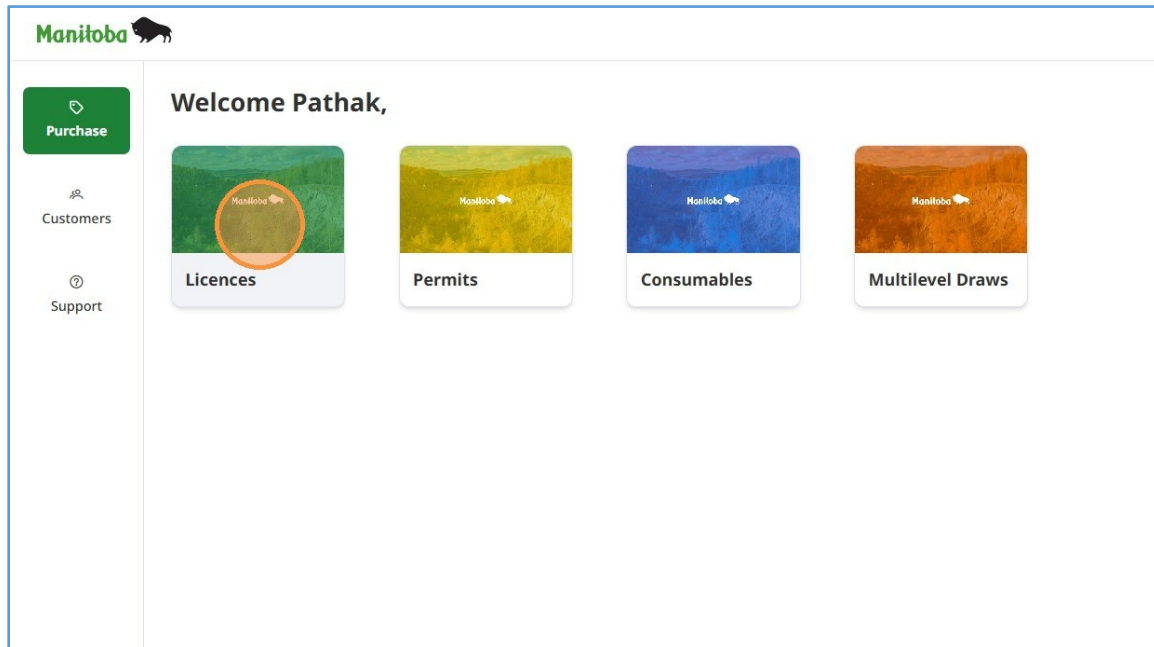 Manitoba
Purchase
Customers
Support
Welcome Pathak,
Manitoba
Licences
Manitoba
Permits
Manitoba
Consumables
Manitoba
Multilevel Draws